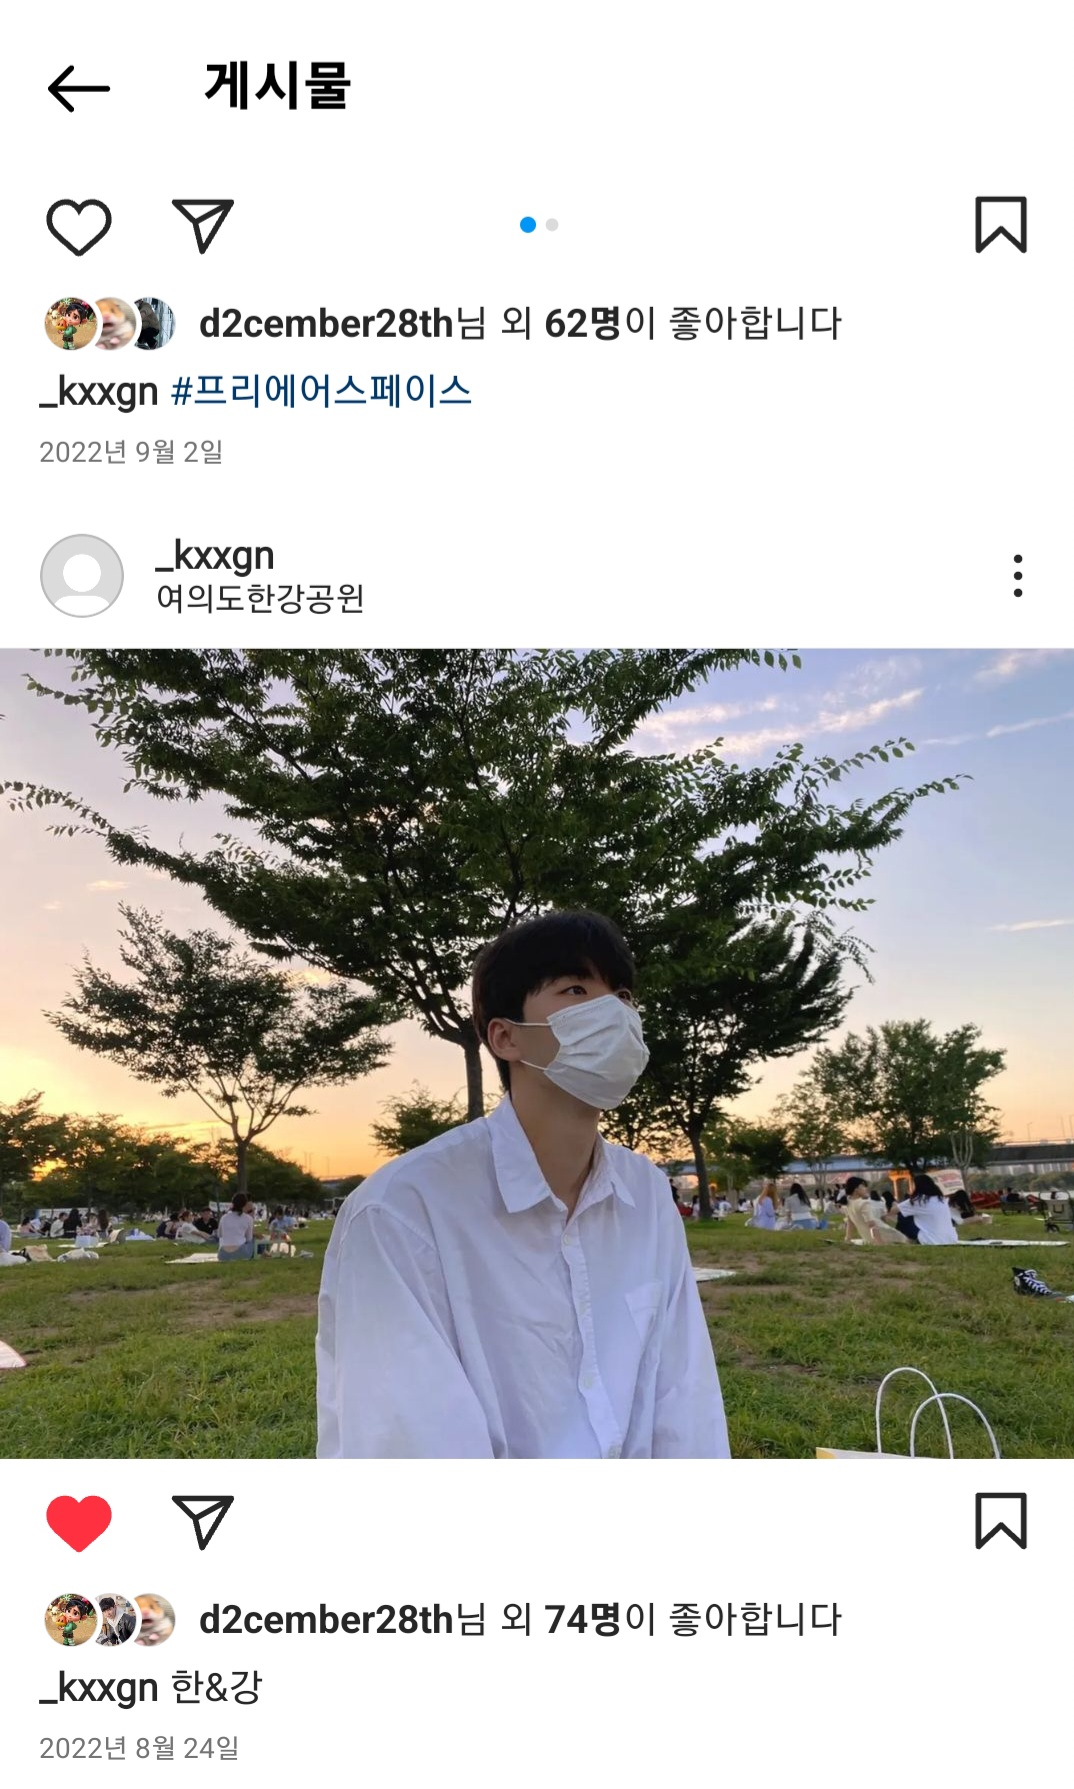 게시물
d2cember28th님 외 62명이 좋아합니다
_kxxgn #프리에어스페이스
2022년 9월 2일
_kxxgn
여의도한강공윈
d2cember28th님 외 74명이 좋아합니다
_kxxgn 한&강
2022년 8월 24일